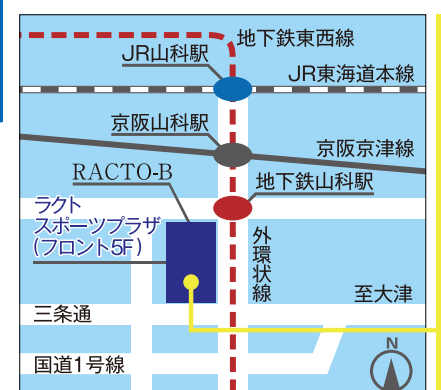 地下鉄東西線
JR山科駅
JR東海道本線
京阪山科駅
京阪京津線
RACTO-B
地下鉄山科駅
ラクト
スポーツプラザ
(フロント5F)
外環状線
至大津
三条通
国道1号線
N